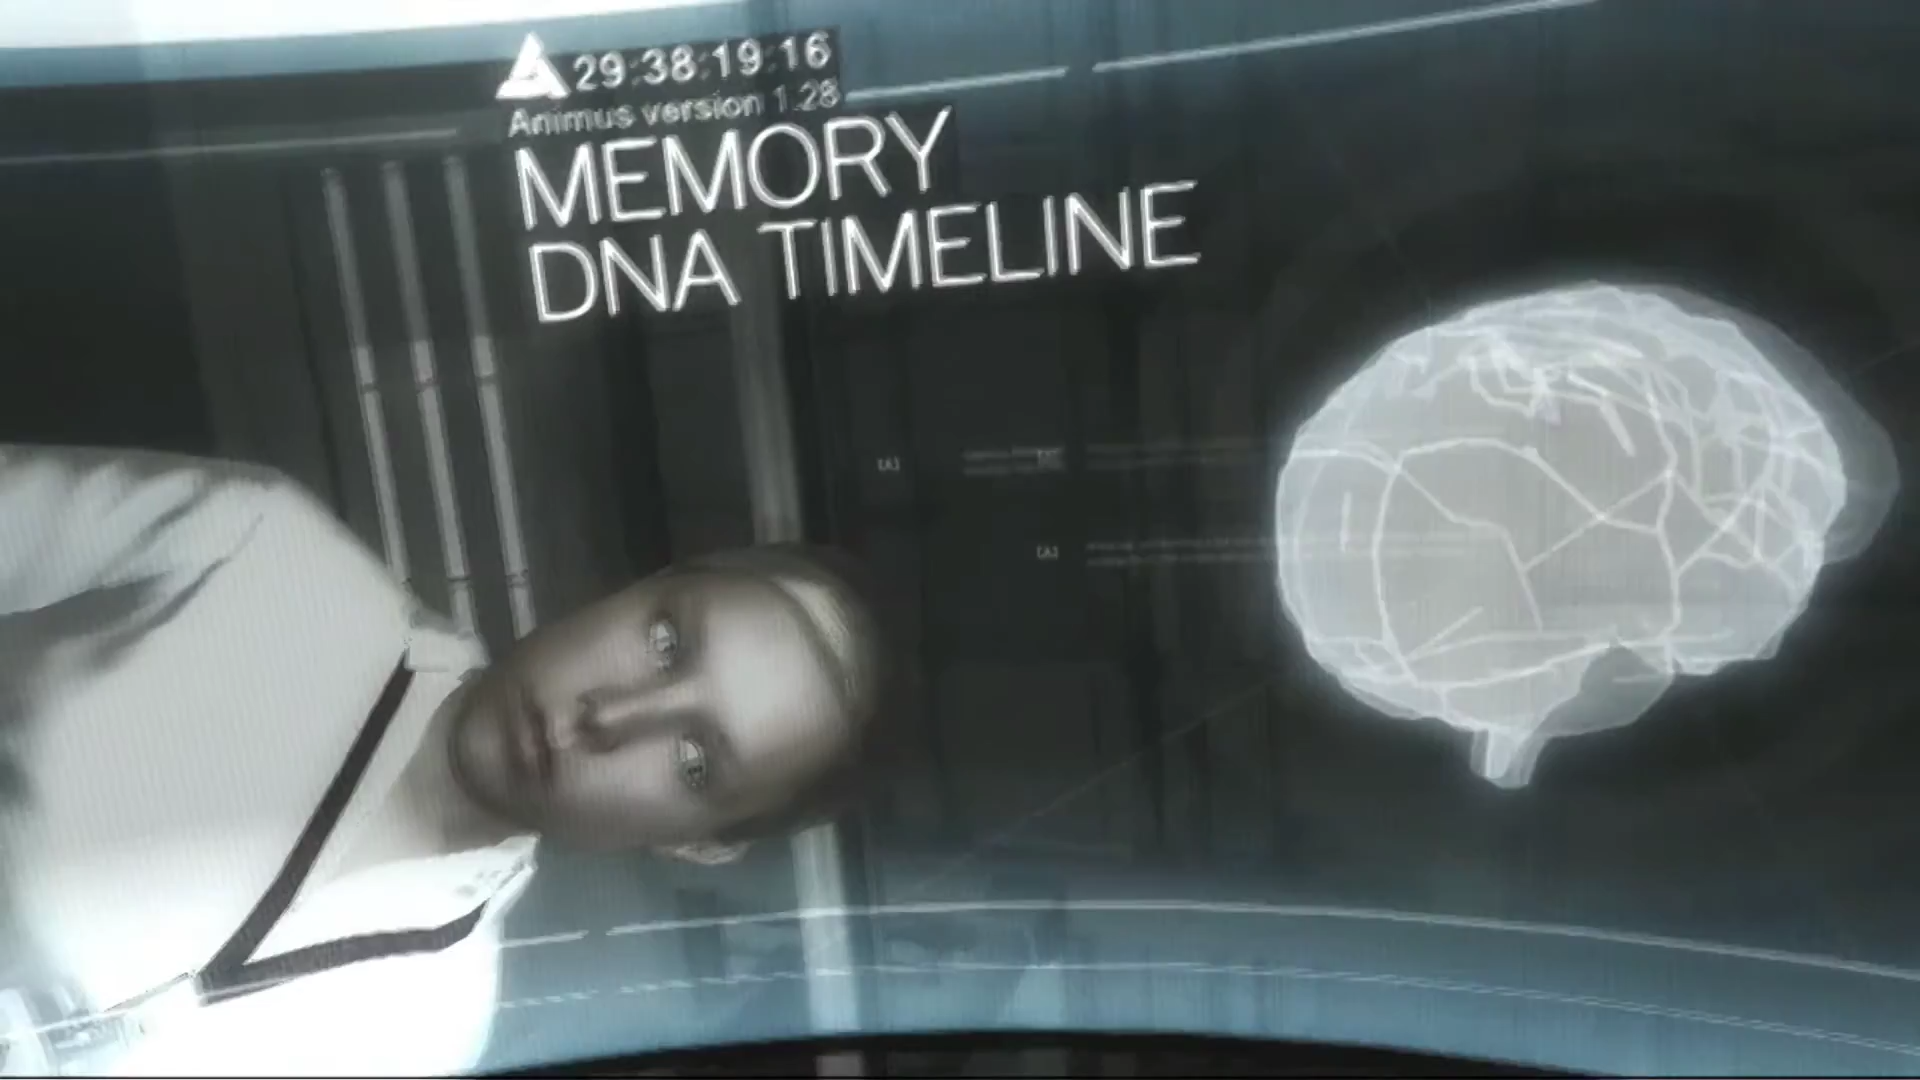 29:38:19:16
Animus version 1.28
MEMORY
DNA TIMELINE
[A]
[A]